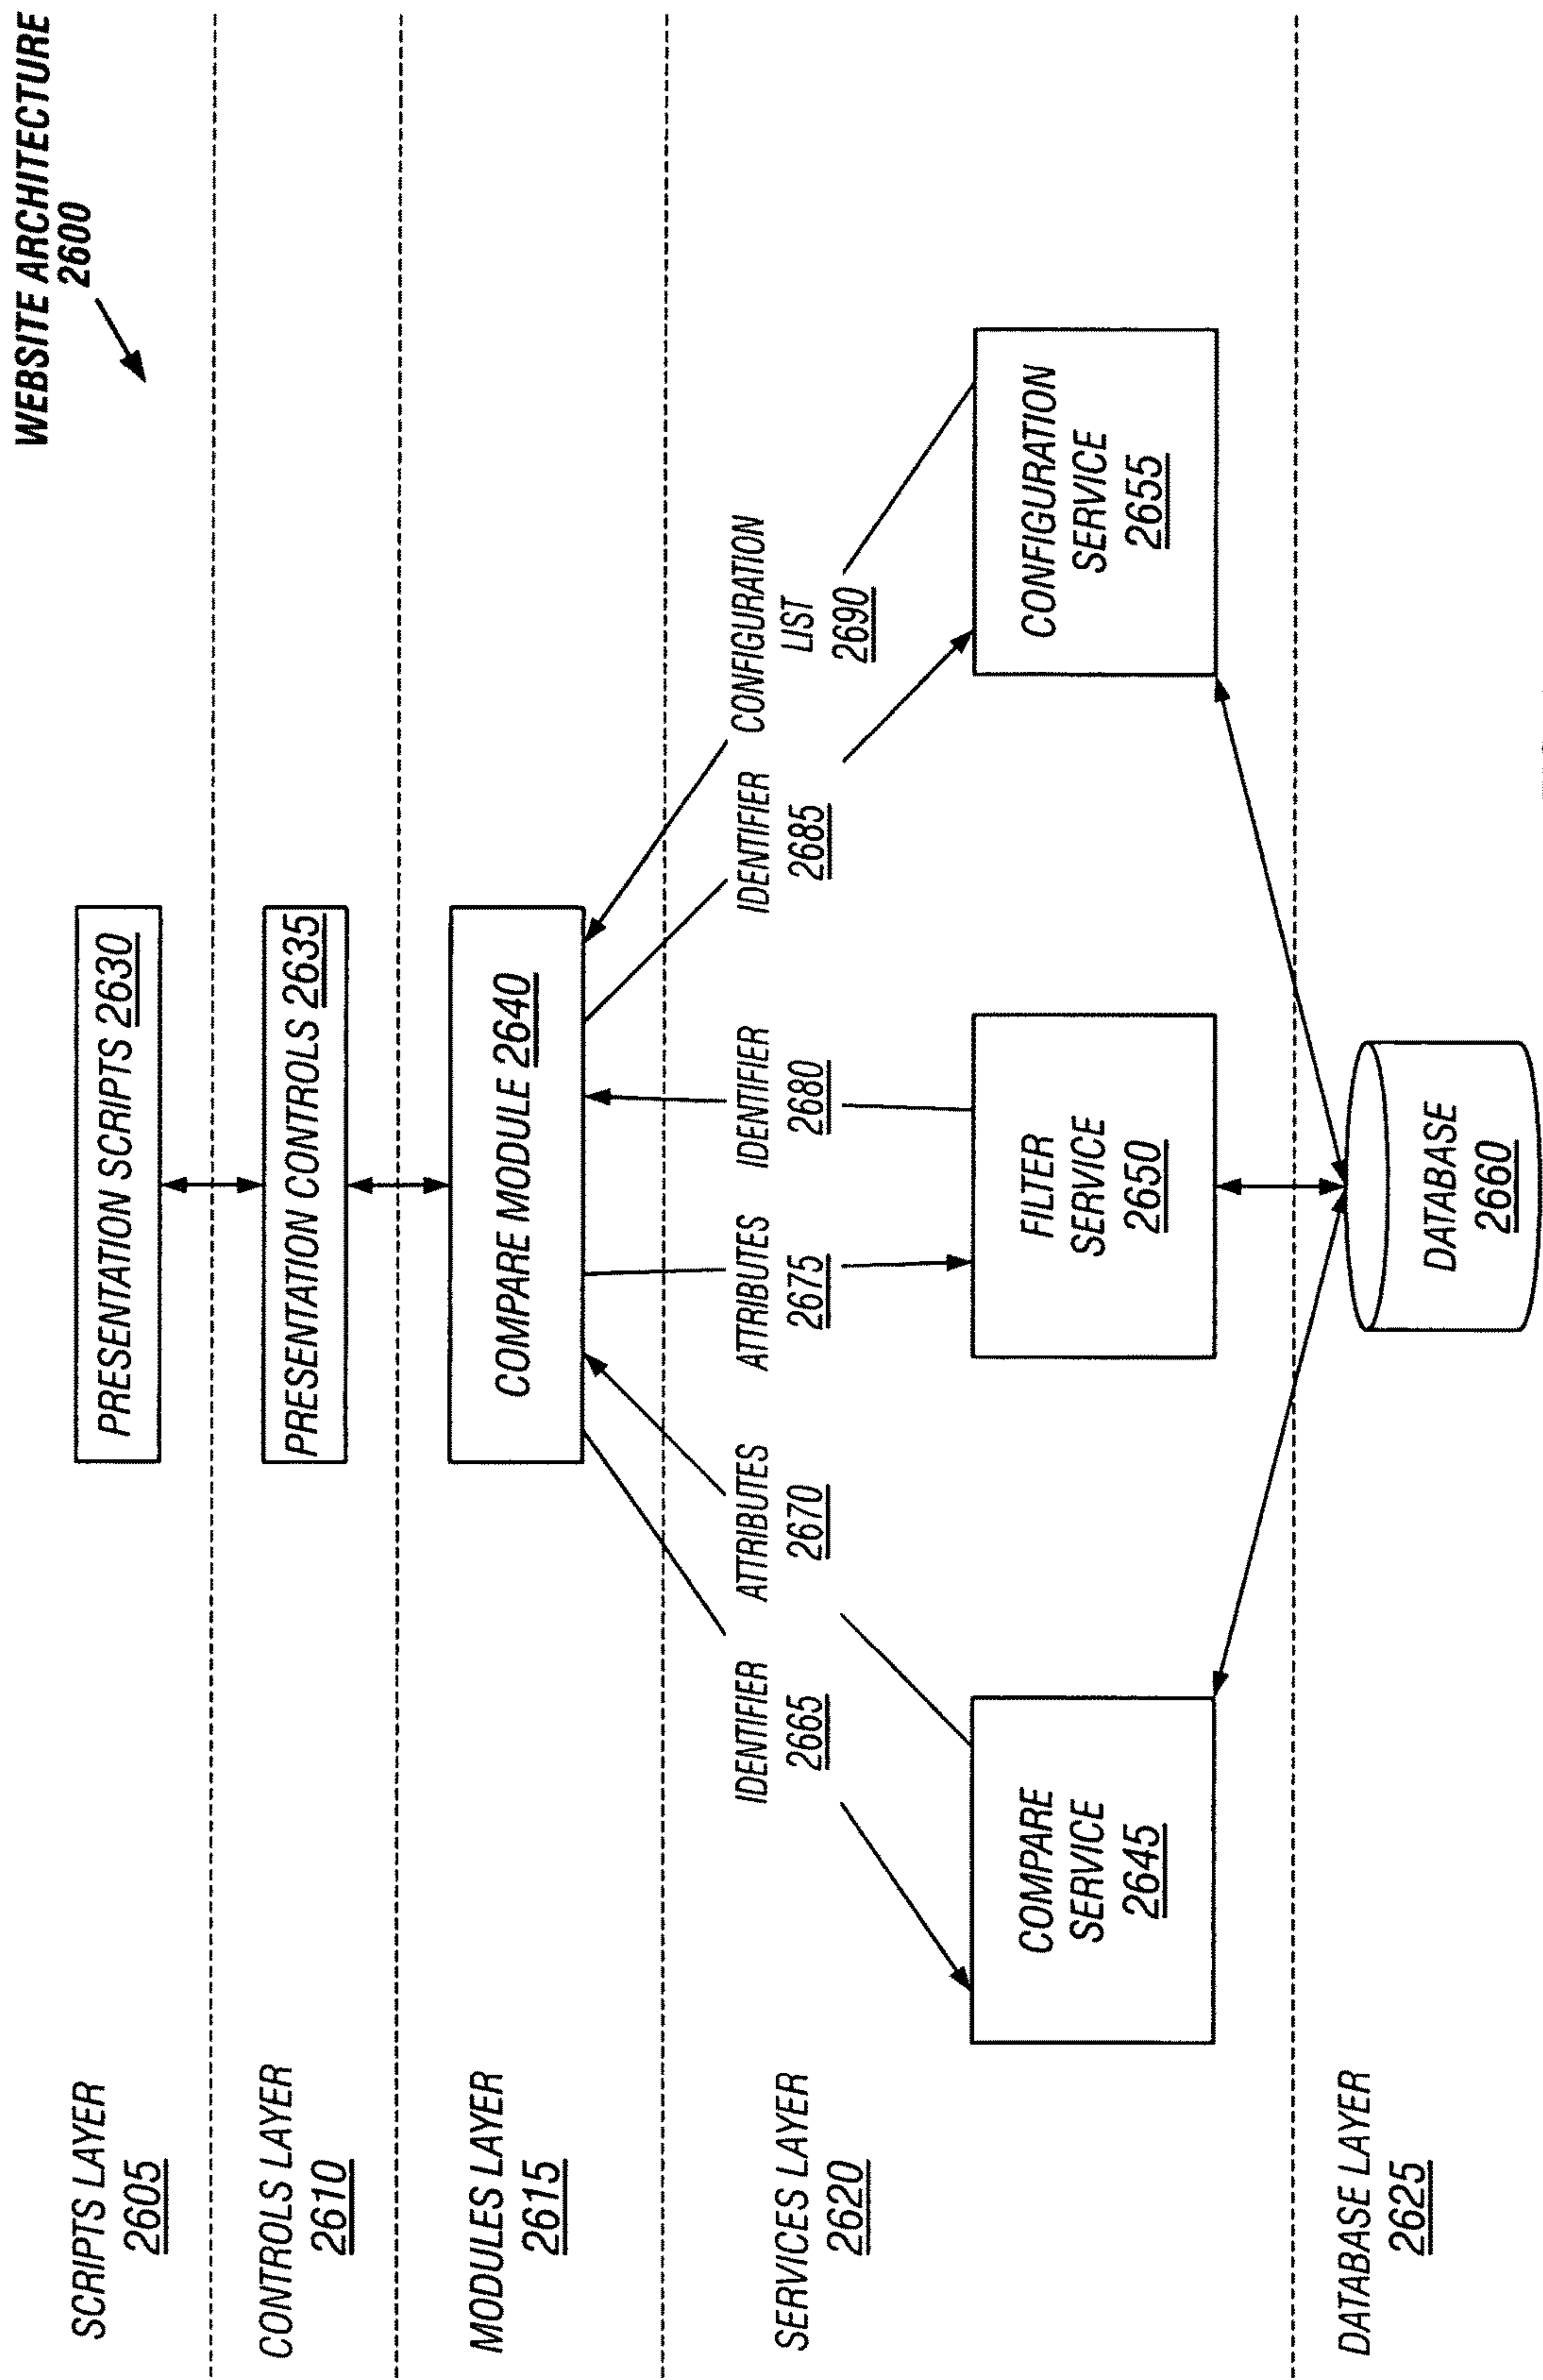 WEBSITE ARCHITECTURE
2600
SCRIPTS LAYER
2605
PRESENTATION SCRIPTS 2630
CONTROLS LAYER
2610
PRESENTATION CONTROLS 2635
MODULES LAYER
2615
COMPARE MODULE 2640
SERVICES LAYER
2620
IDENTIFIER
2665
ATTRIBUTES
2670
ATTRIBUTES
2675
IDENTIFIER
2680
IDENTIFIER
2685
CONFIGURATION
LIST
2690
COMPARE
SERVICE
2645
FILTER
SERVICE
2650
CONFIGURATION
SERVICE
2655
DATABASE LAYER
2625
DATABASE
2660